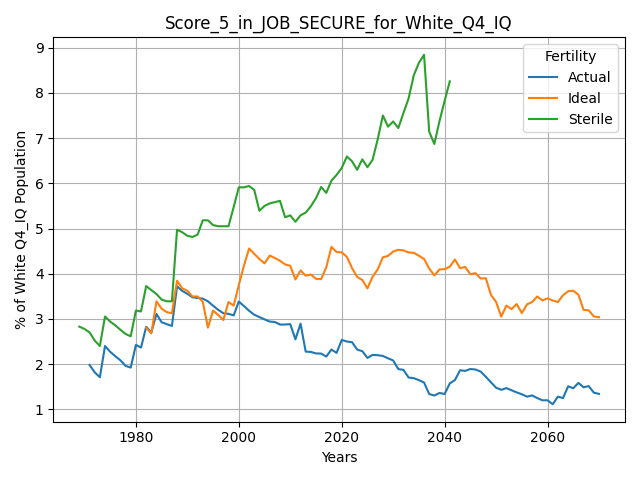 Score_5_in_JOB_SECURE_for_White_Q4_IQ
% of White Q4_IQ Population
9
8
7
6
5
4
3
2
1
1980
2000
2020
2040
2060
Years
Fertility
Actual
Ideal
Sterile